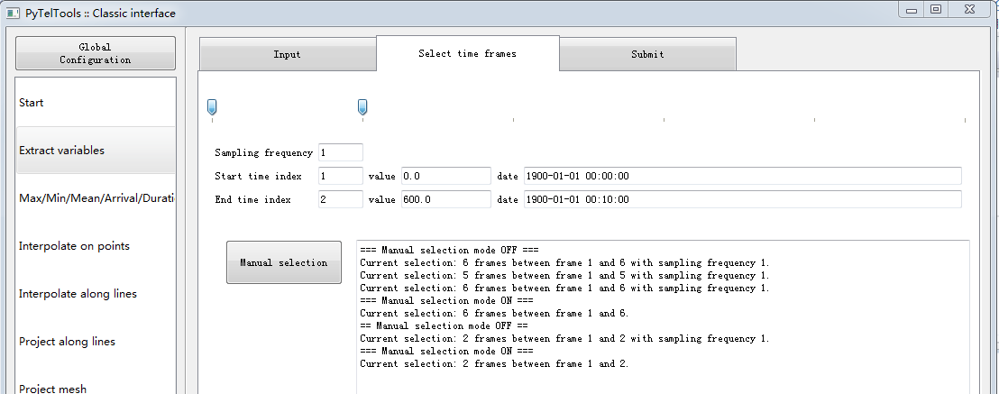 PyTelTools :: Classic interface
Global
Configuration
Start
Extract variables
Max/Min/Mean/Arrival/Durati
Interpolate on points
Interpolate along lines
Project along lines
Project mesh
Input
Select time frames
Submit
Sampling frequency 1
Start time index 1 value 0.0 date 1900-01-01 00:00:00
End time index 2 value 600.0 date 1900-01-01 00:10:00
Manual selection
=== Manual selection mode OFF ===
Current selection: 6 frames between frame 1 and 6 with sampling frequency 1.
Current selection: 5 frames between frame 1 and 5 with sampling frequency 1.
Current selection: 6 frames between frame 1 and 6 with sampling frequency 1.
=== Manual selection mode ON ===
Current selection: 6 frames between frame 1 and 6.
== Manual selection mode OFF ==
Current selection: 2 frames between frame 1 and 2 with sampling frequency 1.
=== Manual selection mode ON ===
Current selection: 2 frames between frame 1 and 2.